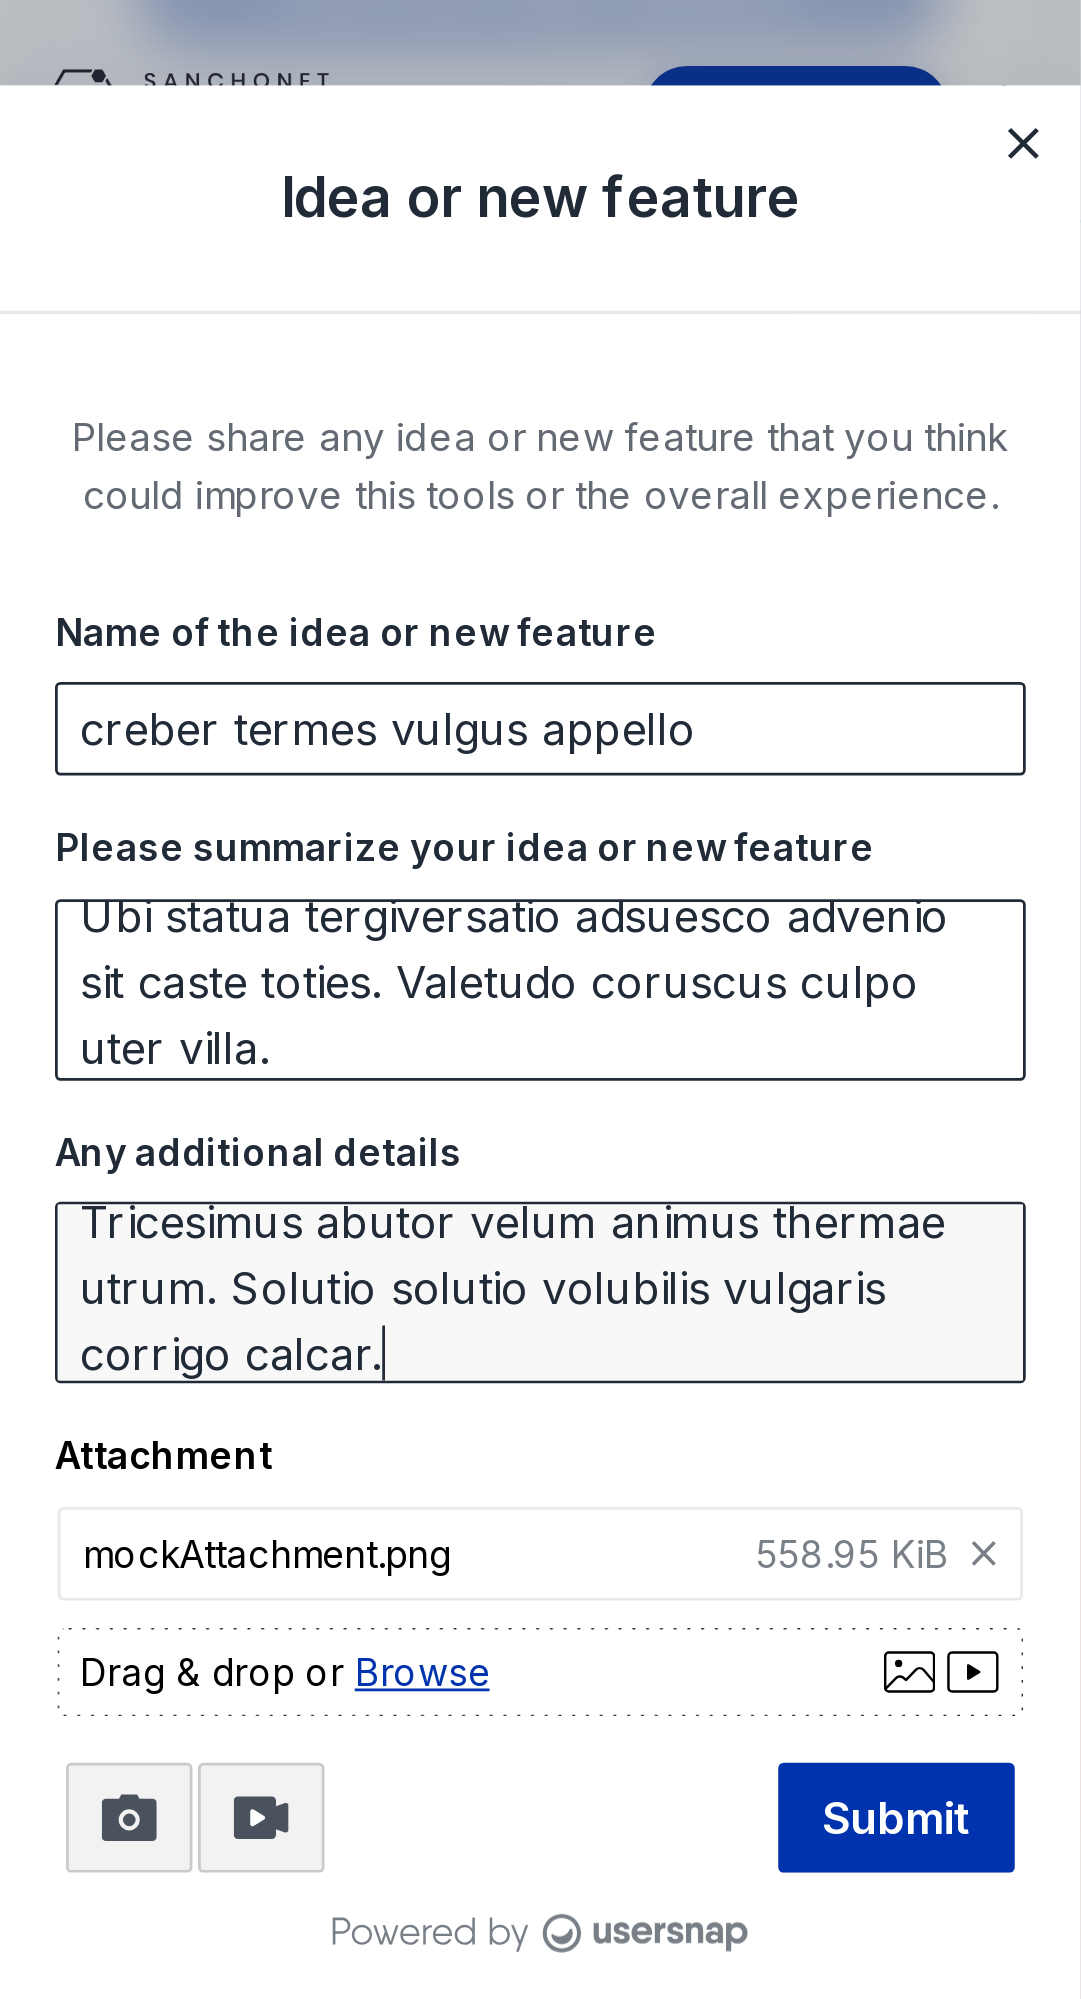 SANCHONET
Idea or new feature
Please share any idea or new feature that you think
could improve this tools or the overall experience.
Name of the idea or new feature
creber termes vulgus appello
Please summarize your idea or new feature
Ubi statua tergiversatio adsuesco advenio
sit caste toties. Valetudo coruscus culpo
uter villa.
Any additional details
Tricesimus abutor velum animus thermae
utrum. Solutio solutio volubilis vulgaris
corrigo calcar.
Attachment
mockAttachment.png 558.95 KiB
Drag & drop or Browse
Submit
Powered by usersnap